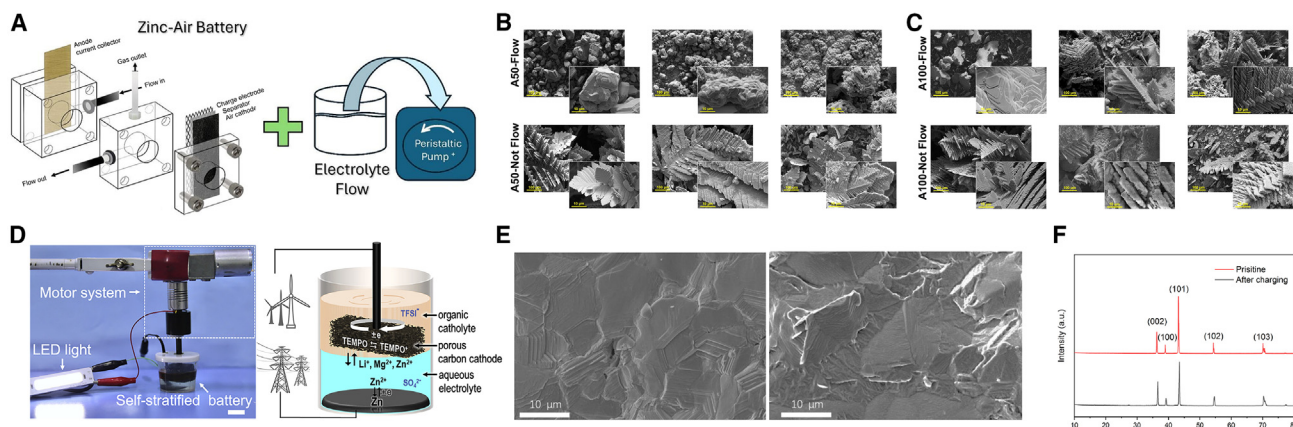 A
Zinc-Air Battery
Anode
current collector
Gas outlet
Flow in
Charge electrode
Separator
Air cathode
Flow out
Electrolyte
Flow
Peristaltic
Pump +
B
A50-Flow
A50-Not Flow
C
A100-Flow
A100-Not Flow
D
Motor system
LED light
Self-stratified battery
TFSI-
organic
catholyte
±e
TEMPO ⇌ TEMPO+
porous
carbon cathode
Li+, Mg2+, Zn2+
aqueous
electrolyte
Zn2+
SO42-
Zn
E
10 μm
10 μm
F
Prisitine
After charging
(101)
(002)
(100)
(102)
(103)
Intensity (a.u.)
10
20
30
40
50
60
70